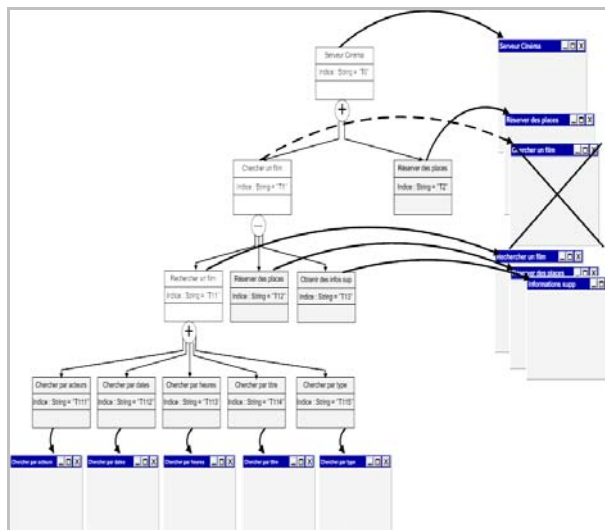 Serveur Cinéma
Serveur Cinéma
Indice : String = "T0"
+
Réserver des places
Chercher un film
Chercher un film
Réserver des places
Indice : String = "T1"
Indice : String = "T2"
—
Rechercher un film
Réserver des places
Obtenir des infos sup
Rechercher un film
Réserver des places
Informations supp
Indice : String = "T11"
Indice : String = "T12"
Indice : String = "T13"
+
Chercher par acteurs
Chercher par dates
Chercher par heures
Chercher par titre
Chercher par type
Indice : String = "T111"
Indice : String = "T112"
Indice : String = "T113"
Indice : String = "T114"
Indice : String = "T115"
Chercher par acteurs
Chercher par dates
Chercher par heures
Chercher par titre
Chercher par type